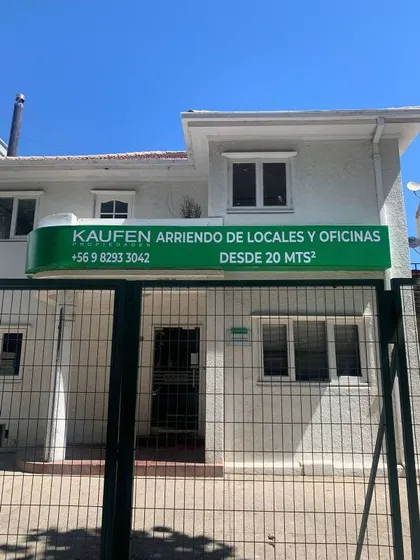 KAUFEN ARRIENDO DE LOCALES Y OFICINAS
PROPIEDADES
+56 9 8293 3042 DESDE 20 MTS²